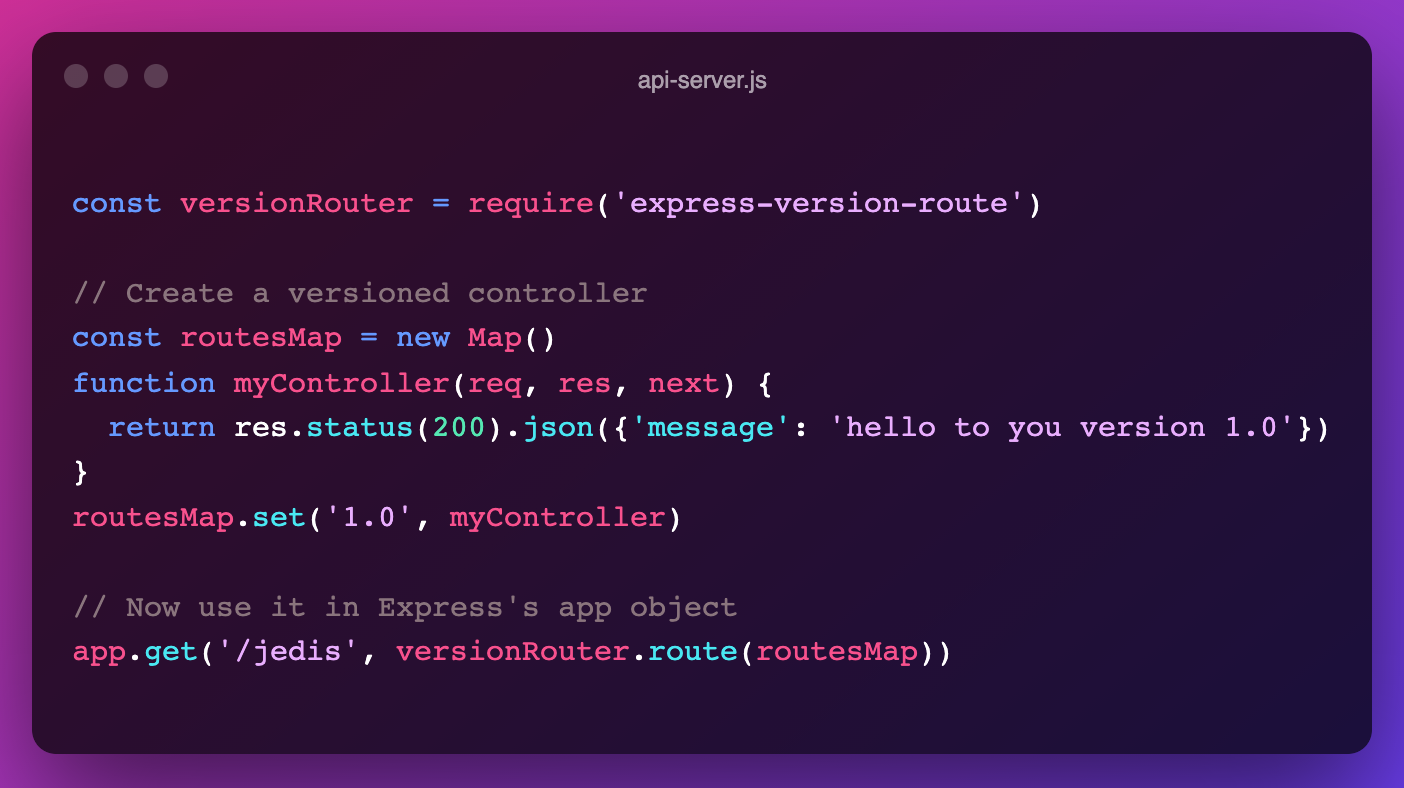 api-server.js
const versionRouter = require('express-version-route')
// Create a versioned controller
const routesMap = new Map()
function myController(req, res, next) {
  return res.status(200).json({'message': 'hello to you version 1.0'})
}
routesMap.set('1.0', myController)
// Now use it in Express's app object
app.get('/jedis', versionRouter.route(routesMap))